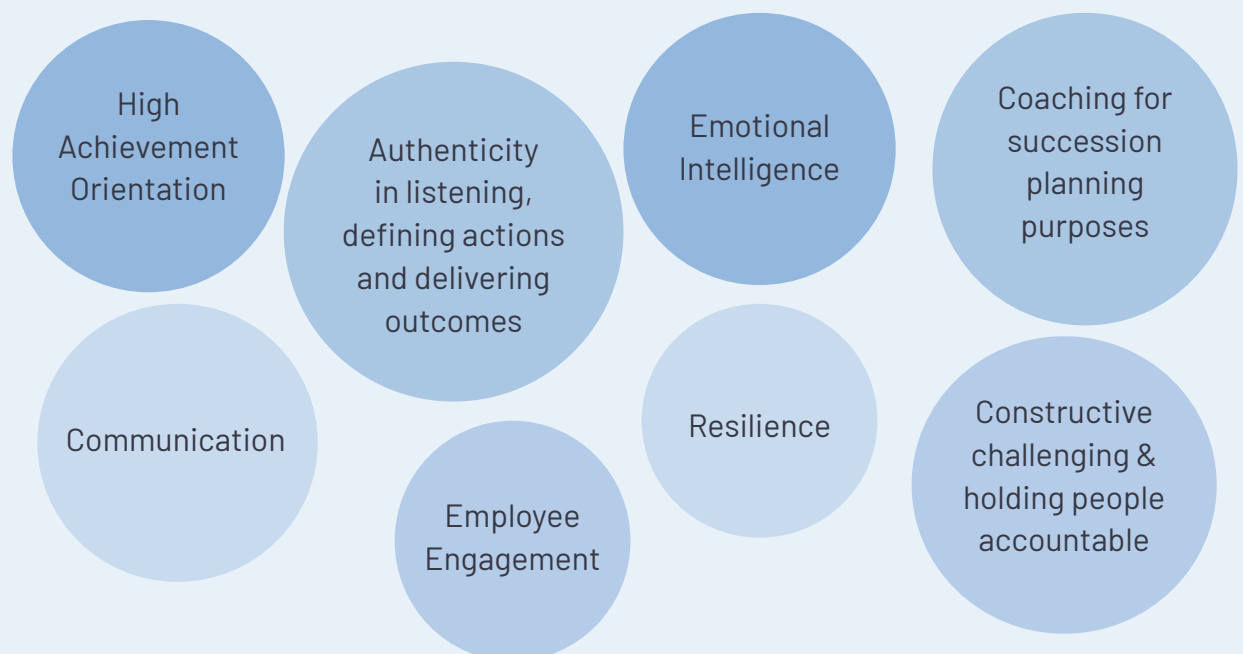 High
Achievement
Orientation
Authenticity
in listening,
defining actions
and delivering
outcomes
Emotional
Intelligence
Coaching for
succession
planning
purposes
Communication
Employee
Engagement
Resilience
Constructive
challenging &
holding people
accountable